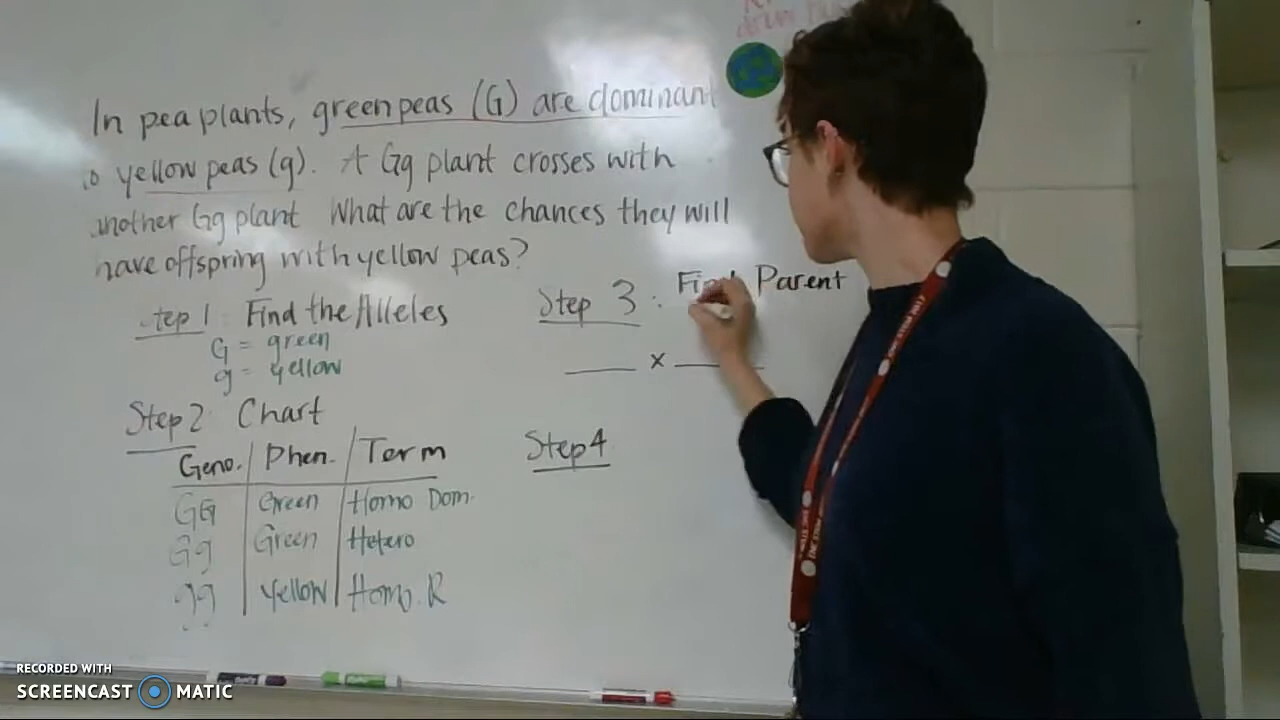 In pea plants, green peas (G) are dominant
yellow peas (g). A Gg plant crosses with
another Gg plant What are the chances they will
have offspring with yellow peas?
Step 1 Find the Alleles
G = green
g = yellow
Step 2: Chart
Geno. Phen. Term
GG Green Homo Dom.
Gg Green Hetero
gg Yellow Homo. R
Step 3: Parent
x
Step 4
RECORDED WITH
SCREENCAST MATIC